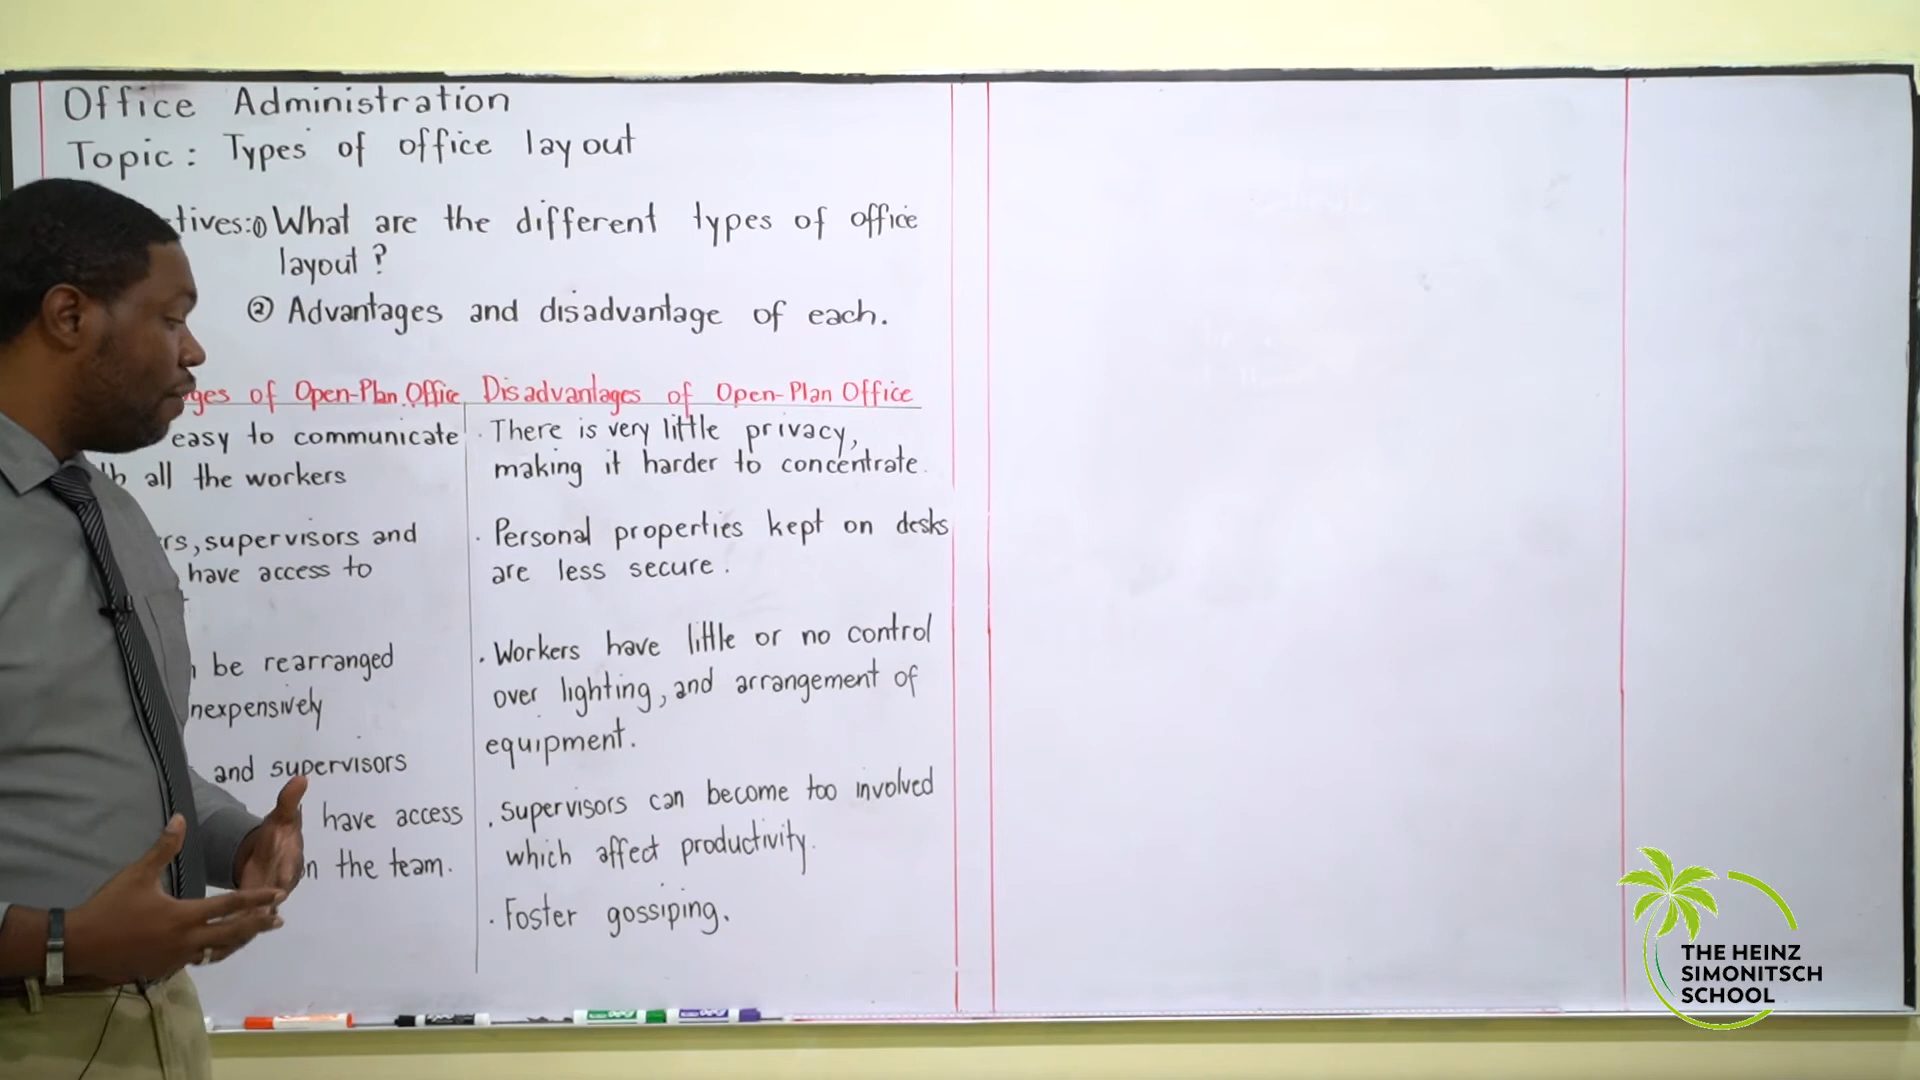 Office Administration
Topic: Types of office layout
tives: ① What are the different types of office
layout?
② Advantages and disadvantage of each.
ges of Open-Plan Office
easy to communicate
all the workers
rs, supervisors and
have access to
be rearranged
nexpensively
and supervisors
have access
n the team.
Disadvantages of Open-Plan Office
. There is very little privacy,
making it harder to concentrate.
. Personal properties kept on desks
are less secure.
. Workers have little or no control
over lighting, and arrangement of
equipment.
. Supervisors can become too involved
which affect productivity.
. Foster gossiping.
THE HEINZ
SIMONITSCH
SCHOOL